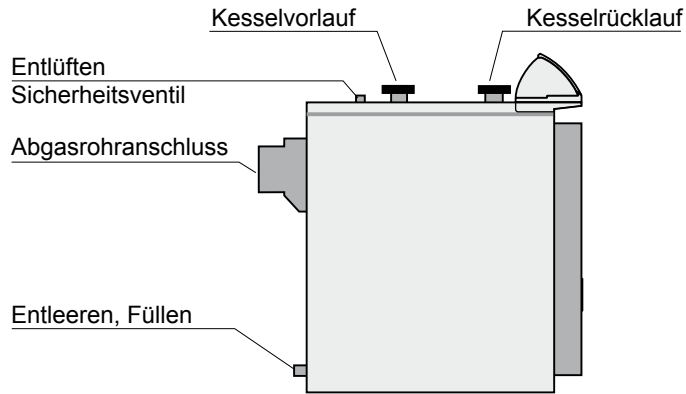 Kesselvorlauf
Kesselrücklauf
Entlüften
Sicherheitsventil
Abgasrohranschluss
Entleeren, Füllen